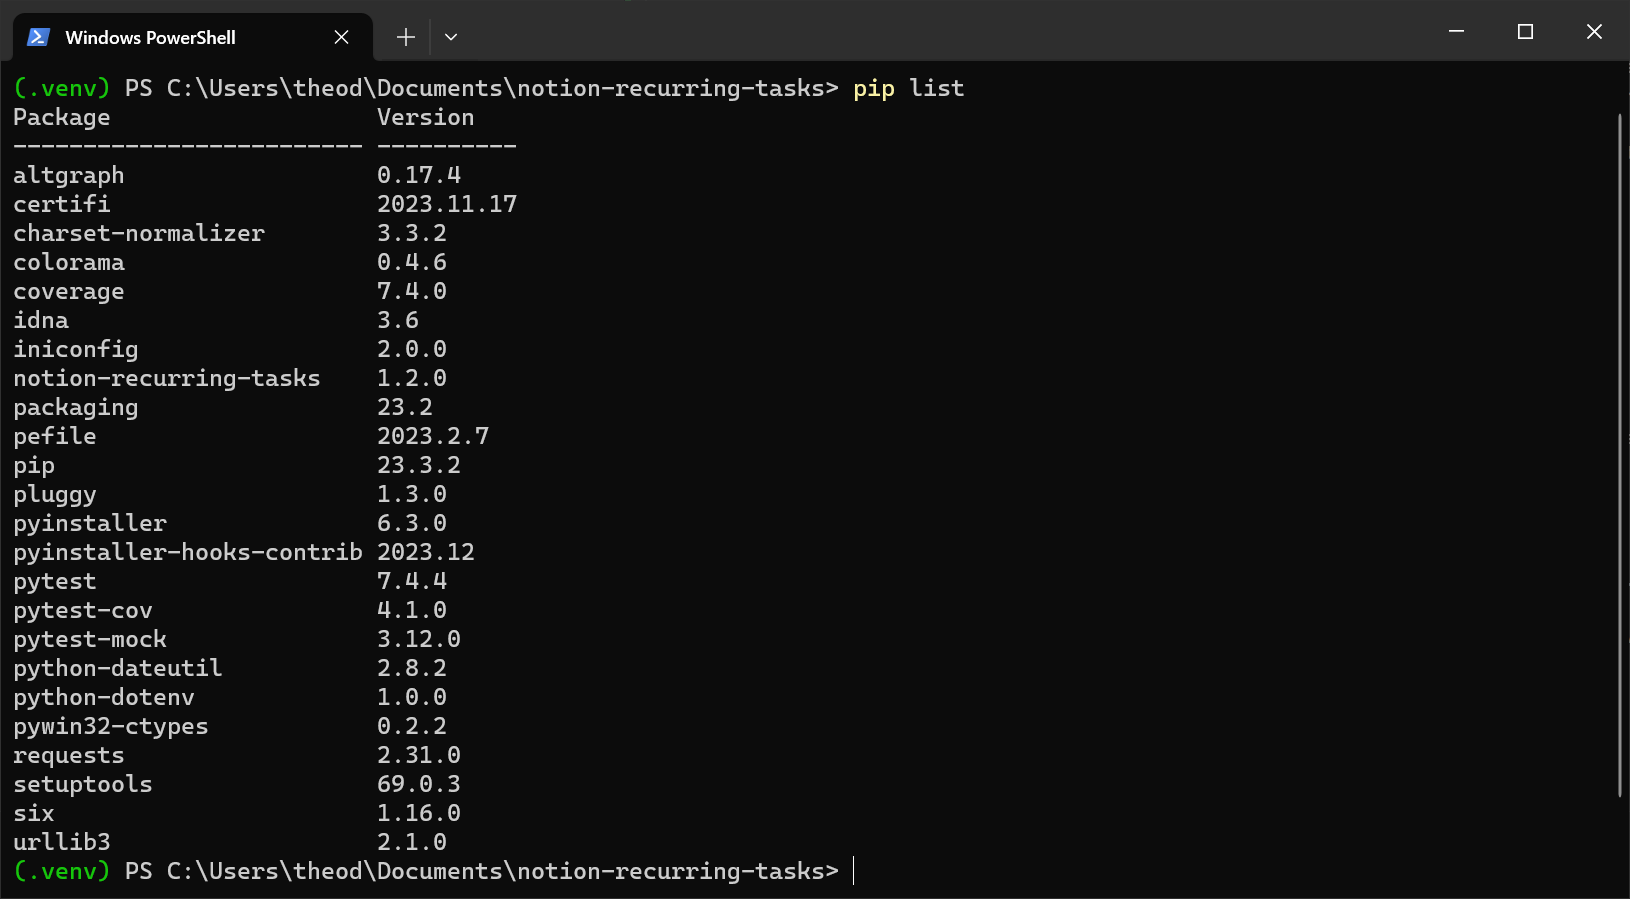 Windows PowerShell
(.venv) PS C:\Users\theod\Documents\notion-recurring-tasks> pip list
Package                   Version
------------------------- ----------
altgraph                  0.17.4
certifi                   2023.11.17
charset-normalizer        3.3.2
colorama                  0.4.6
coverage                  7.4.0
idna                      3.6
iniconfig                 2.0.0
notion-recurring-tasks    1.2.0
packaging                 23.2
pefile                    2023.2.7
pip                       23.3.2
pluggy                    1.3.0
pyinstaller               6.3.0
pyinstaller-hooks-contrib 2023.12
pytest                    7.4.4
pytest-cov                4.1.0
pytest-mock               3.12.0
python-dateutil           2.8.2
python-dotenv             1.0.0
pywin32-ctypes            0.2.2
requests                  2.31.0
setuptools                69.0.3
six                       1.16.0
urllib3                   2.1.0
(.venv) PS C:\Users\theod\Documents\notion-recurring-tasks>